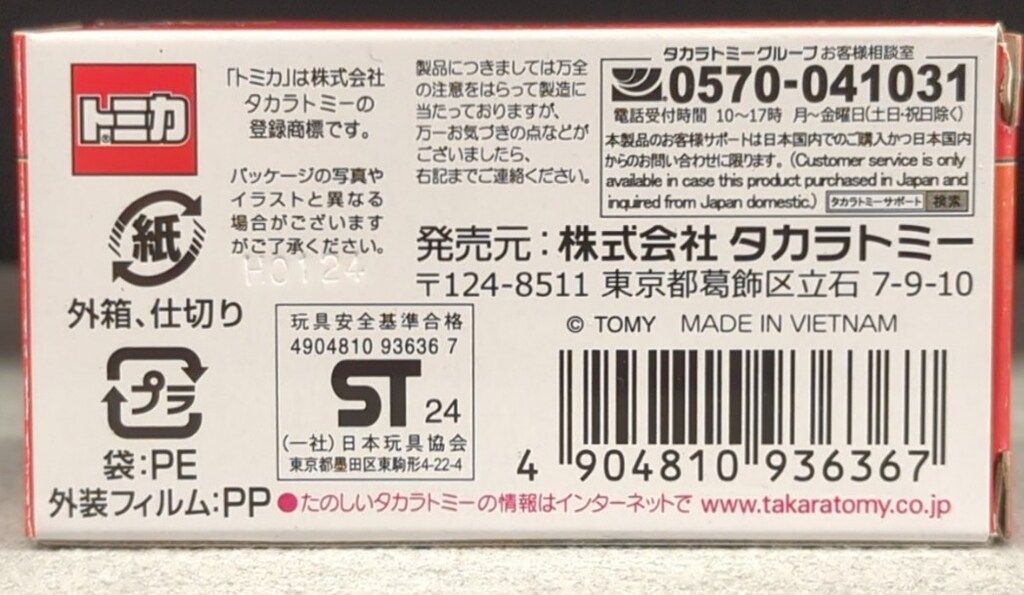 トミカ
「トミカ」は株式会社
タカラトミーの
登録商標です。
パッケージの写真や
イラストと異なる
場合がございます
がご了承ください。
H0124
製品につきましては万全
の注意をはらって製造に
当たっておりますが、
万一お気づきの点などが
ございましたら、
右記までご連絡ください。
タカラトミーグループお客様相談室
0570-041031
電話受付時間 10〜17時 月〜金曜日(土日・祝日除く)
本製品のお客様サポートは日本国内でのご購入かつ日本国内
からのお問い合わせに限ります。(Customer service is only
available in case this product purchased in Japan and
inquired from Japan domestic.) タカラトミーサポート 検索
発売元:株式会社 タカラトミー
〒124-8511 東京都葛飾区立石 7-9-10
© TOMY MADE IN VIETNAM
紙
外箱、仕切り
プラ
袋:PE
外装フィルム:PP
玩具安全基準合格
4904810 93636 7
ST 24
(一社)日本玩具協会
東京都墨田区東駒形4-22-4
4 904810 936367
●たのしいタカラトミーの情報はインターネットで www.takaratomy.co.jp